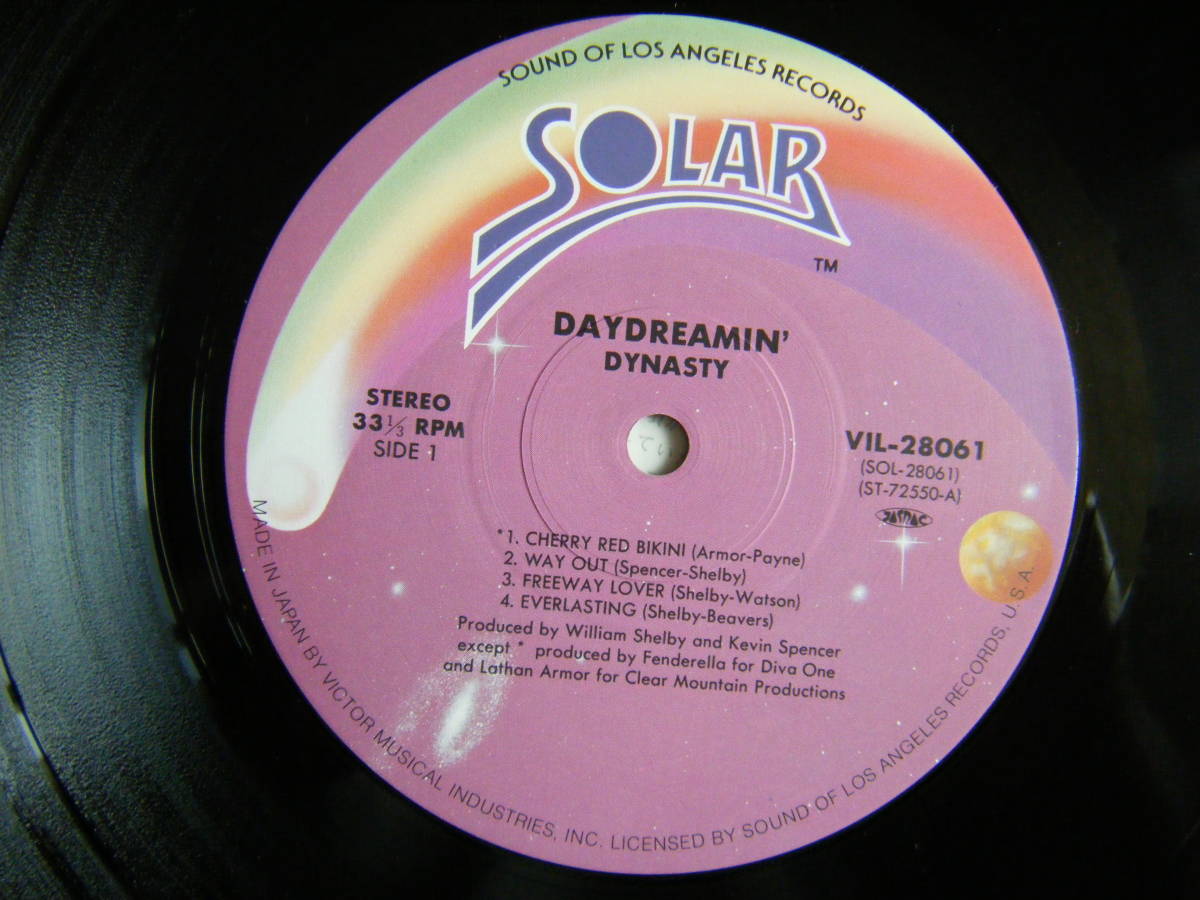 SOUND OF LOS ANGELES RECORDS
SOLAR
TM
DAYDREAMIN'
DYNASTY
STEREO
33 1/3 RPM
SIDE 1
VIL-28061
(SOL-28061)
(ST-72550-A)
JASRAC
*1. CHERRY RED BIKINI (Armor-Payne)
2. WAY OUT (Spencer-Shelby)
3. FREEWAY LOVER (Shelby-Watson)
4. EVERLASTING (Shelby-Beavers)
Produced by William Shelby and Kevin Spencer
except * produced by Fenderella for Diva One
and Lathan Armor for Clear Mountain Productions
MADE IN JAPAN BY VICTOR MUSICAL INDUSTRIES, INC. LICENSED BY SOUND OF LOS ANGELES RECORDS, U.S.A.